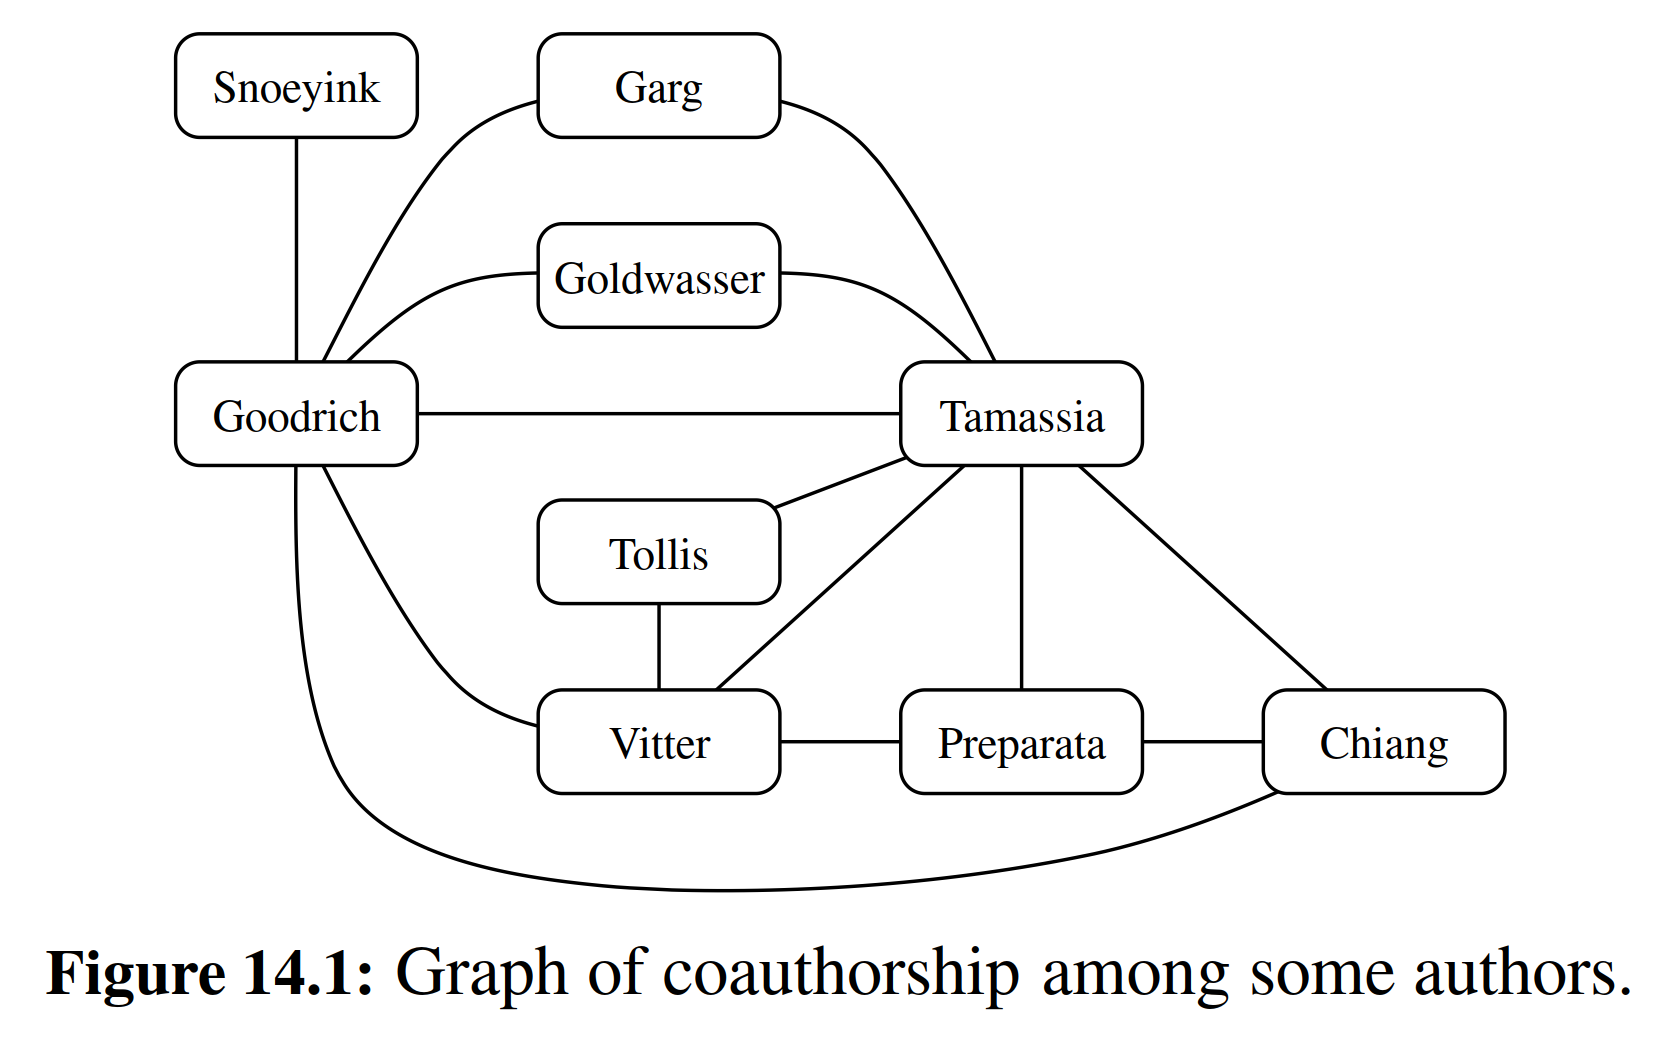 Snoeyink
Garg
Goldwasser
Goodrich
Tamassia
Tollis
Vitter
Preparata
Chiang
Figure 14.1: Graph of coauthorship among some authors.